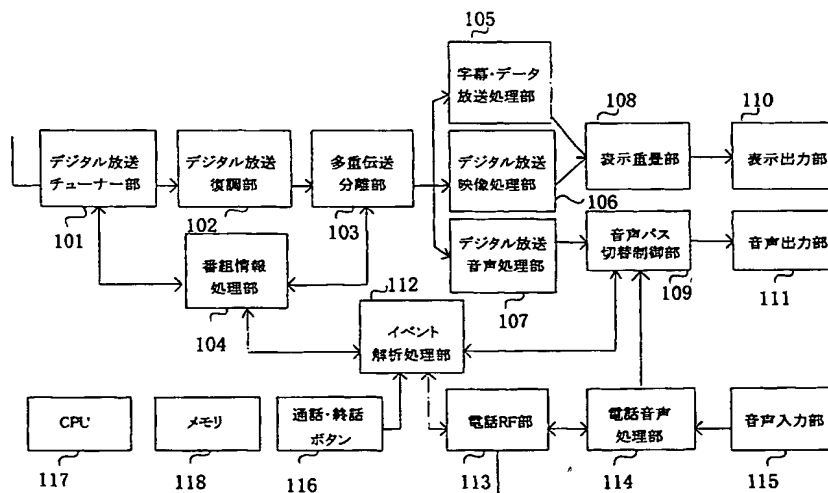 105
字幕・データ
放送処理部
108
110
デジタル放送
チューナー部
デジタル放送
復調部
多重伝送
分離部
デジタル放送
映像処理部
表示重畳部
表示出力部
101
102
103
106
番組情報
処理部
デジタル放送
音声処理部
音声パス
切替制御部
音声出力部
104
112
107
109
111
イベント
解析処理部
CPU
メモリ
通話・終話
ボタン
電話RF部
電話音声
処理部
音声入力部
117
118
116
113
114
115